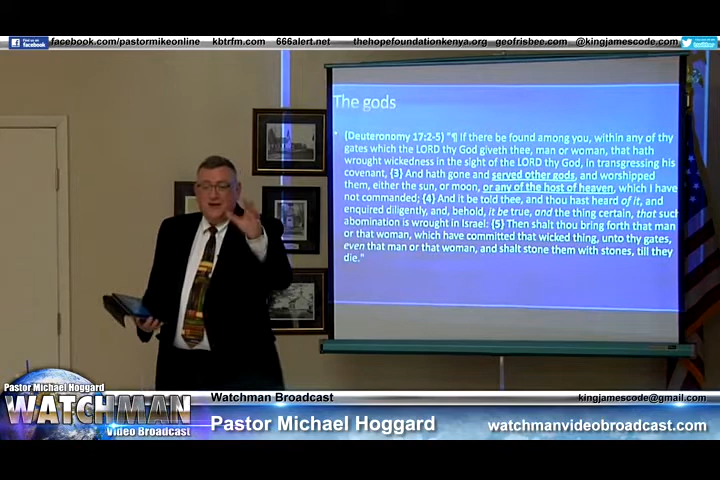 facebook.com/pastormikeonline kbtrfm.com 666alert.net thehopefoundationkenya.org geofrisbee.com @kingjamescode.com
Find us on
facebook
twitter
The gods
• (Deuteronomy 17:2-5) "¶ If there be found among you, within any of thy
gates which the LORD thy God giveth thee, man or woman, that hath
wrought wickedness in the sight of the LORD thy God, in transgressing his
covenant, {3} And hath gone and served other gods, and worshipped
them, either the sun, or moon, or any of the host of heaven, which I have
not commanded; {4} And it be told thee, and thou hast heard of it, and
enquired diligently, and, behold, it be true, and the thing certain, that such
abomination is wrought in Israel: {5} Then shalt thou bring forth that man
or that woman, which have committed that wicked thing, unto thy gates,
even that man or that woman, and shalt stone them with stones, till they
die."
Pastor Michael Hoggard
WATCHMAN
Video Broadcast
Watchman Broadcast kingjamescode@gmail.com
Pastor Michael Hoggard watchmanvideobroadcast.com